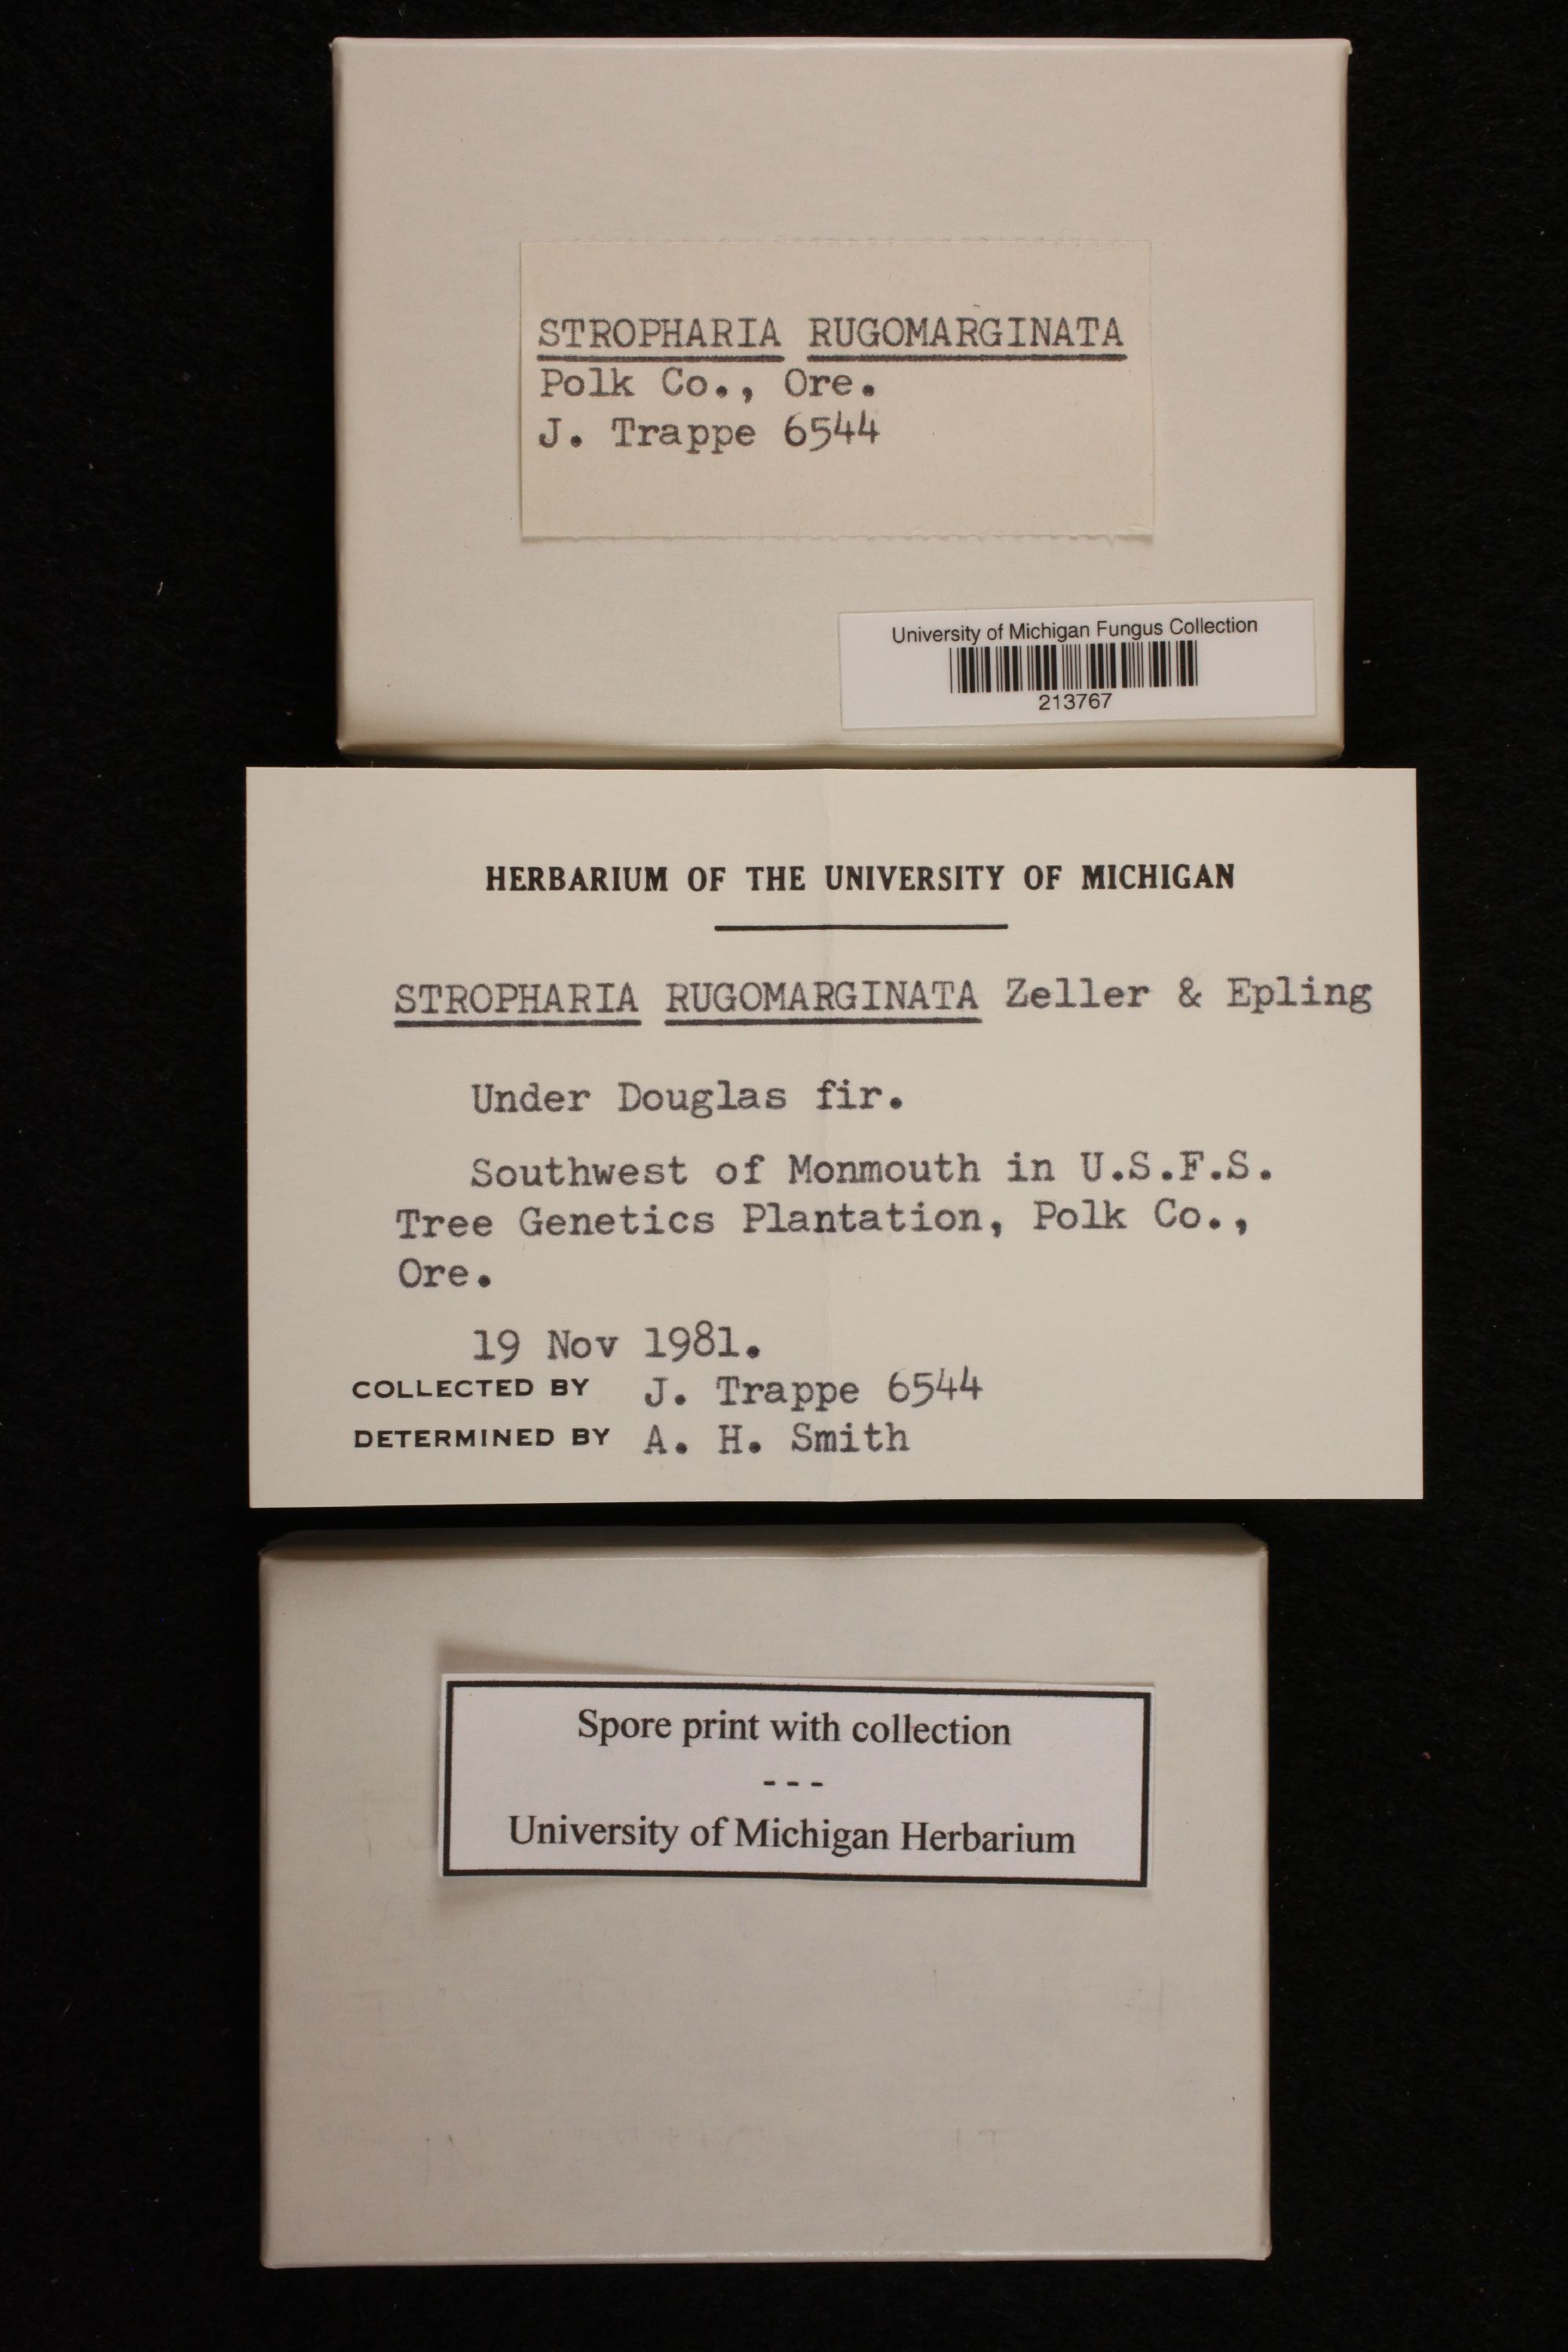 STROPHARIA RUGOMARGINATA
Polk Co., Ore.
J. Trappe 6544
University of Michigan Fungus Collection
213767
HERBARIUM OF THE UNIVERSITY OF MICHIGAN
STROPHARIA RUGOMARGINATA Zeller & Epling
Under Douglas fir.
Southwest of Monmouth in U.S.F.S.
Tree Genetics Plantation, Polk Co.,
Ore.
19 Nov 1981.
COLLECTED BY J. Trappe 6544
DETERMINED BY A. H. Smith
Spore print with collection
---
University of Michigan Herbarium